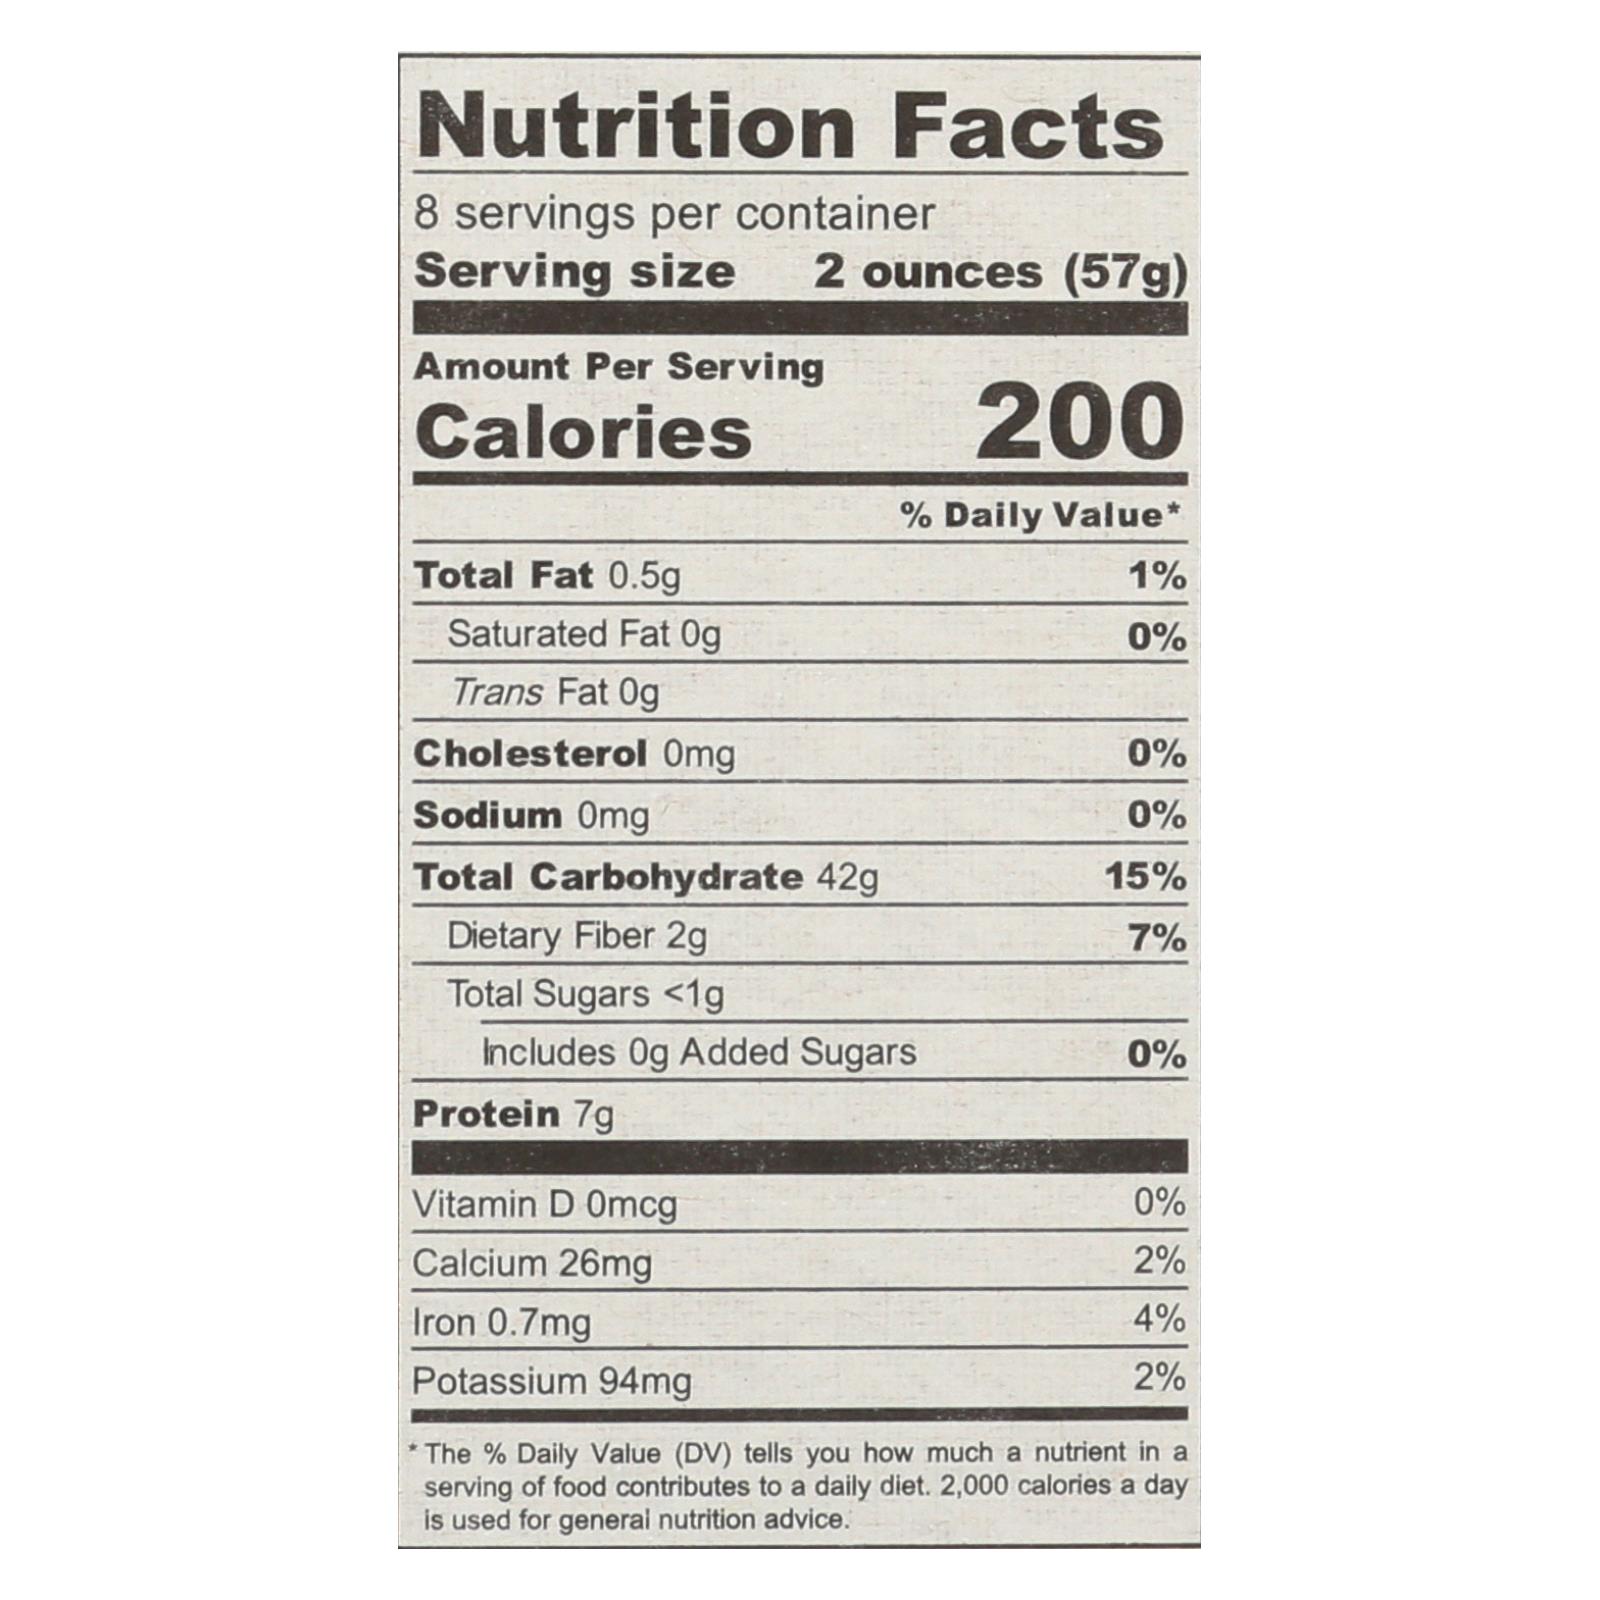 Nutrition Facts
8 servings per container
Serving size 2 ounces (57g)
Amount Per Serving
Calories 200
% Daily Value*
Total Fat 0.5g 1%
Saturated Fat 0g 0%
Trans Fat 0g
Cholesterol 0mg 0%
Sodium 0mg 0%
Total Carbohydrate 42g 15%
Dietary Fiber 2g 7%
Total Sugars <1g
Includes 0g Added Sugars 0%
Protein 7g
Vitamin D 0mcg 0%
Calcium 26mg 2%
Iron 0.7mg 4%
Potassium 94mg 2%
* The % Daily Value (DV) tells you how much a nutrient in a
serving of food contributes to a daily diet. 2,000 calories a day
is used for general nutrition advice.